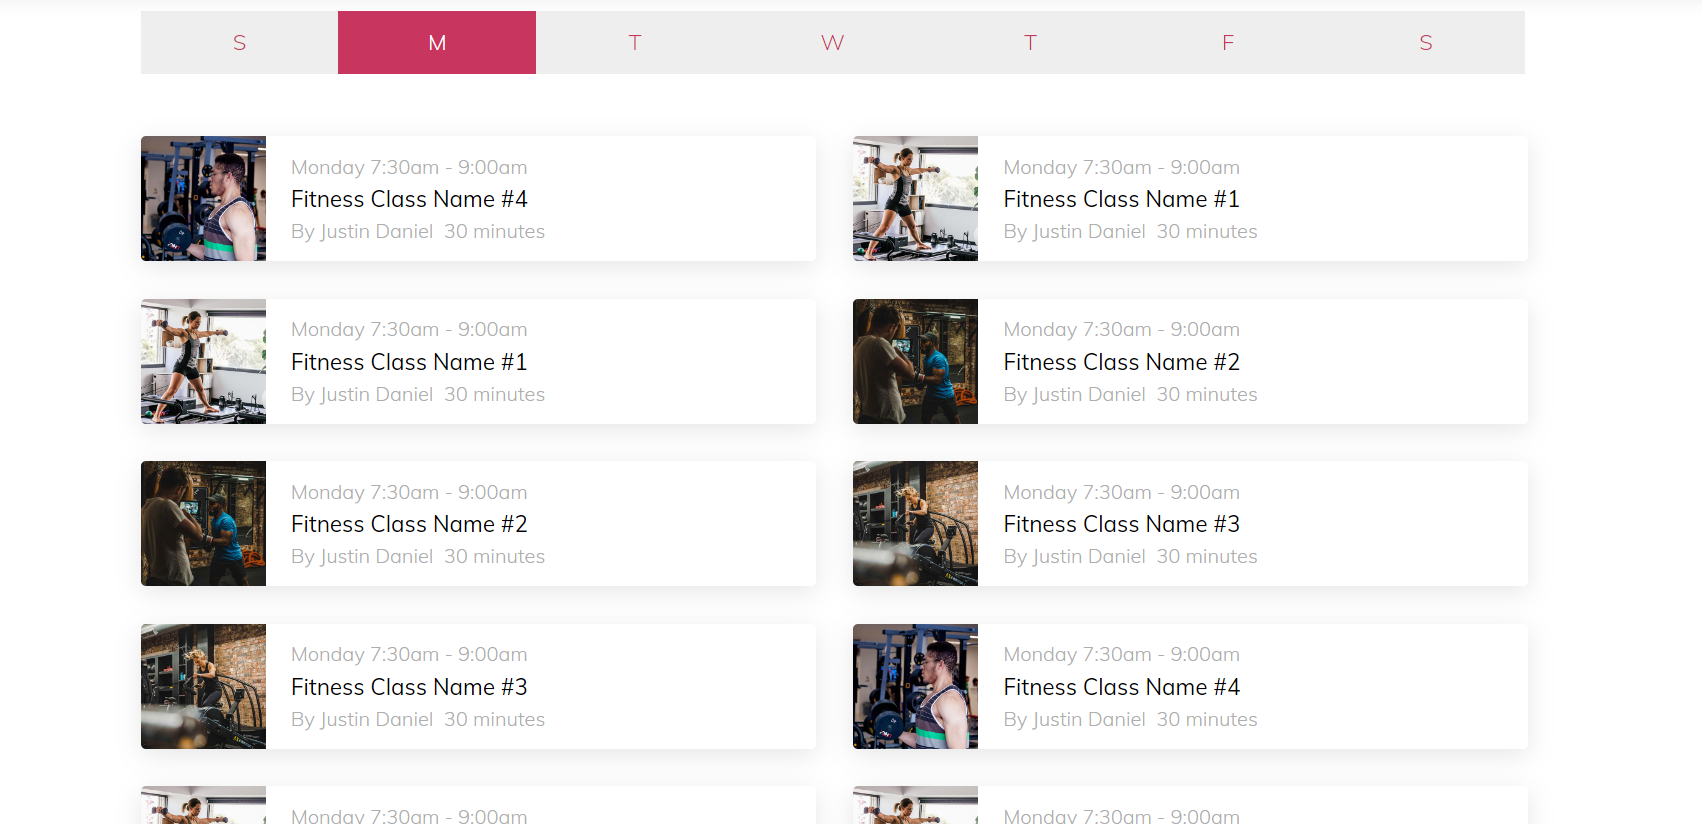 S M T W T F S
Monday 7:30am - 9:00am
Fitness Class Name #4
By Justin Daniel 30 minutes
Monday 7:30am - 9:00am
Fitness Class Name #1
By Justin Daniel 30 minutes
Monday 7:30am - 9:00am
Fitness Class Name #1
By Justin Daniel 30 minutes
Monday 7:30am - 9:00am
Fitness Class Name #2
By Justin Daniel 30 minutes
Monday 7:30am - 9:00am
Fitness Class Name #2
By Justin Daniel 30 minutes
Monday 7:30am - 9:00am
Fitness Class Name #3
By Justin Daniel 30 minutes
Monday 7:30am - 9:00am
Fitness Class Name #3
By Justin Daniel 30 minutes
Monday 7:30am - 9:00am
Fitness Class Name #4
By Justin Daniel 30 minutes
Monday 7:30am - 9:00am
Monday 7:30am - 9:00am